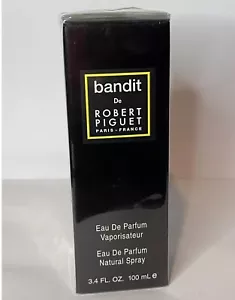 bandit
De
ROBERT
PIGUET
PARIS - FRANCE
Eau De Parfum
Vaporisateur
Eau De Parfum
Natural Spray
3.4 FL. OZ. 100 mL e